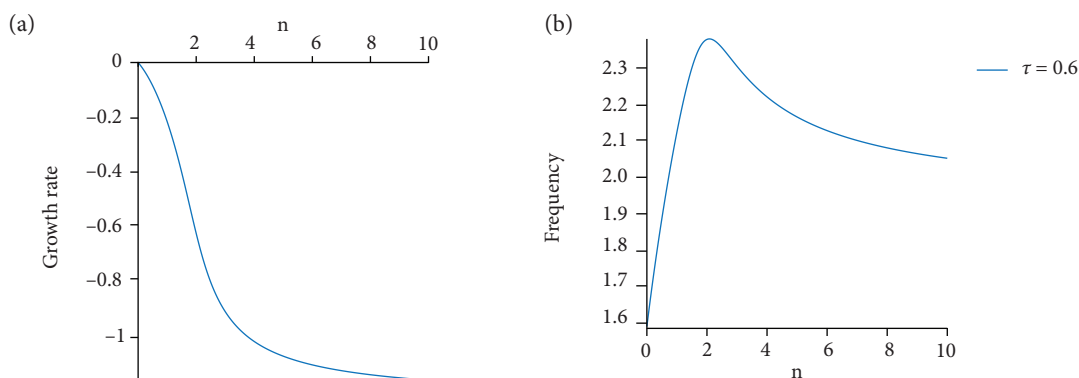 (a)
n
2 4 6 8 10
0
–0.2
–0.4
–0.6
–0.8
–1
Growth rate
(b)
2.3
2.2
2.1
2.0
1.9
1.8
1.7
1.6
Frequency
0 2 4 6 8 10
n
τ = 0.6